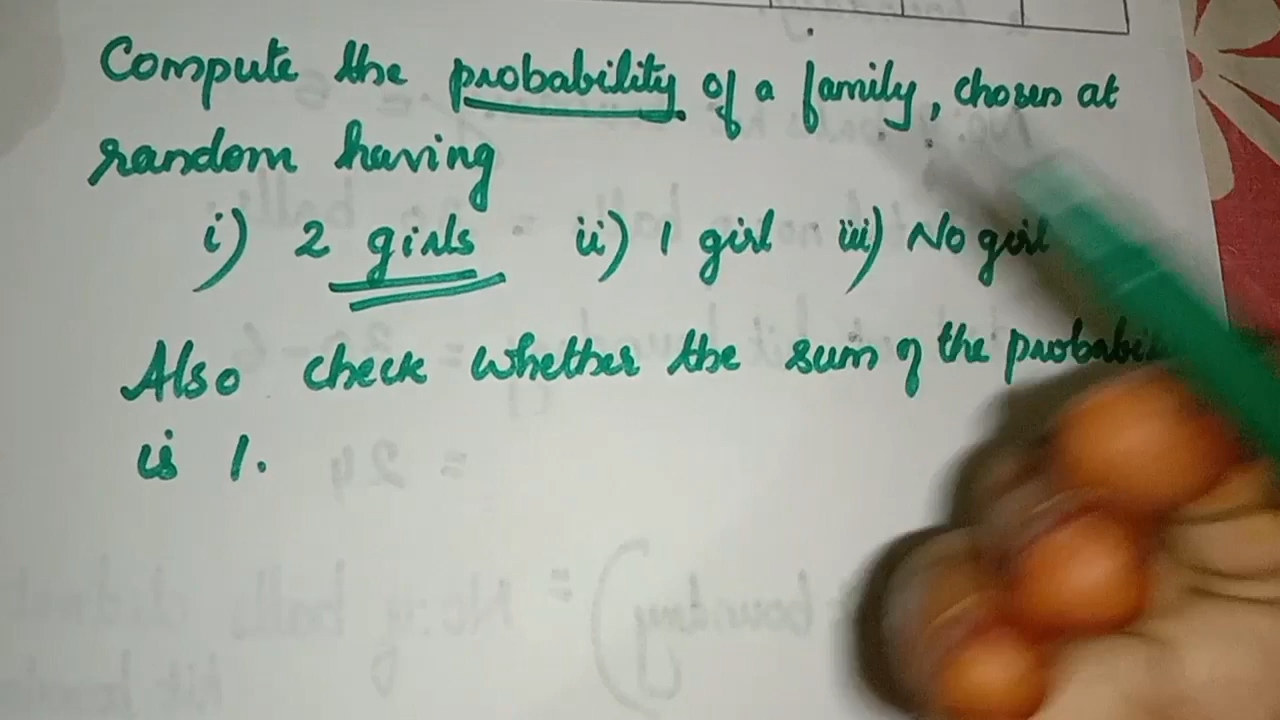 Compute the probability of a family, chosen at
random having
i) 2 girls ii) 1 girl iii) No girl
Also check whether the sum of the
is 1.
= 24